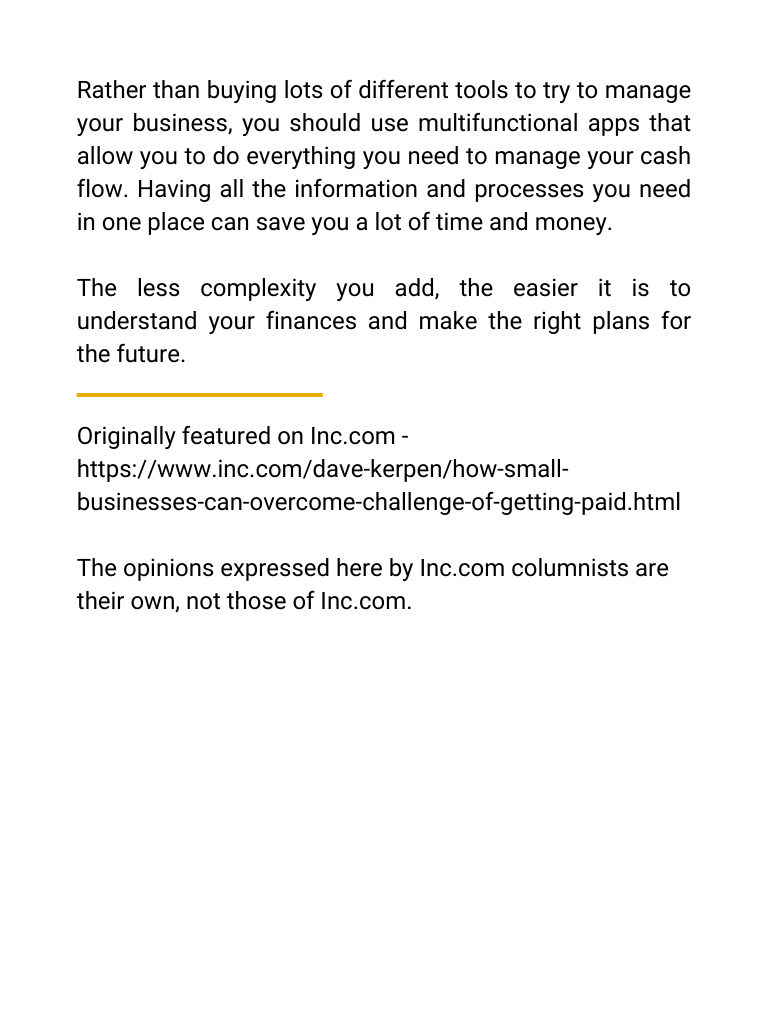 Rather than buying lots of different tools to try to manage
your business, you should use multifunctional apps that
allow you to do everything you need to manage your cash
flow. Having all the information and processes you need
in one place can save you a lot of time and money.
The less complexity you add, the easier it is to
understand your finances and make the right plans for
the future.
Originally featured on Inc.com -
https://www.inc.com/dave-kerpen/how-small-
businesses-can-overcome-challenge-of-getting-paid.html
The opinions expressed here by Inc.com columnists are
their own, not those of Inc.com.